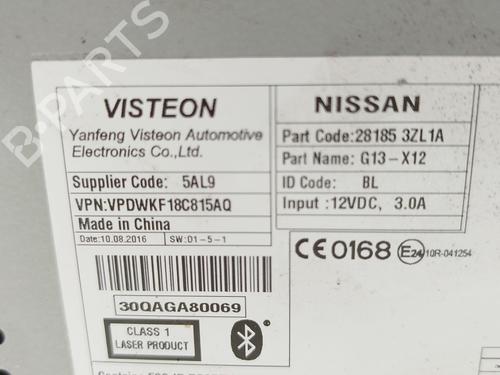 VISTEON
Yanfeng Visteon Automotive
Electronics Co.,Ltd.
Supplier Code: 5AL9
VPN:VPDWKF18C815AQ
Made in China
Date:10.08.2016 SW:01-5-1
30QAGA80069
CLASS 1
LASER PRODUCT
NISSAN
Part Code:28185 3ZL1A
Part Name: G13-X12
ID Code: BL
Input :12VDC, 3.0A
CE0168 E24 10R-041254
B-PARTS